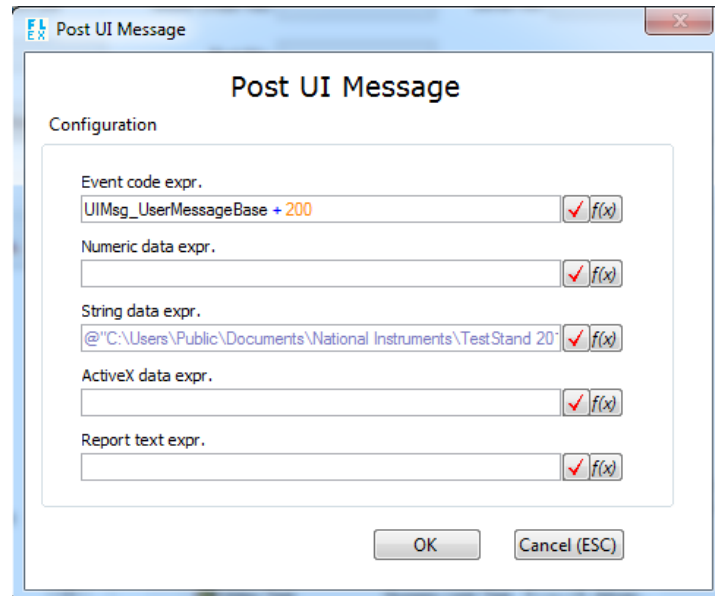 FL
EX
Post UI Message
x
Post UI Message
Configuration
Event code expr.
UIMsg_UserMessageBase + 200
f(x)
Numeric data expr.
f(x)
String data expr.
@"C:\Users\Public\Documents\National Instruments\TestStand 20
f(x)
ActiveX data expr.
f(x)
Report text expr.
f(x)
OK
Cancel (ESC)